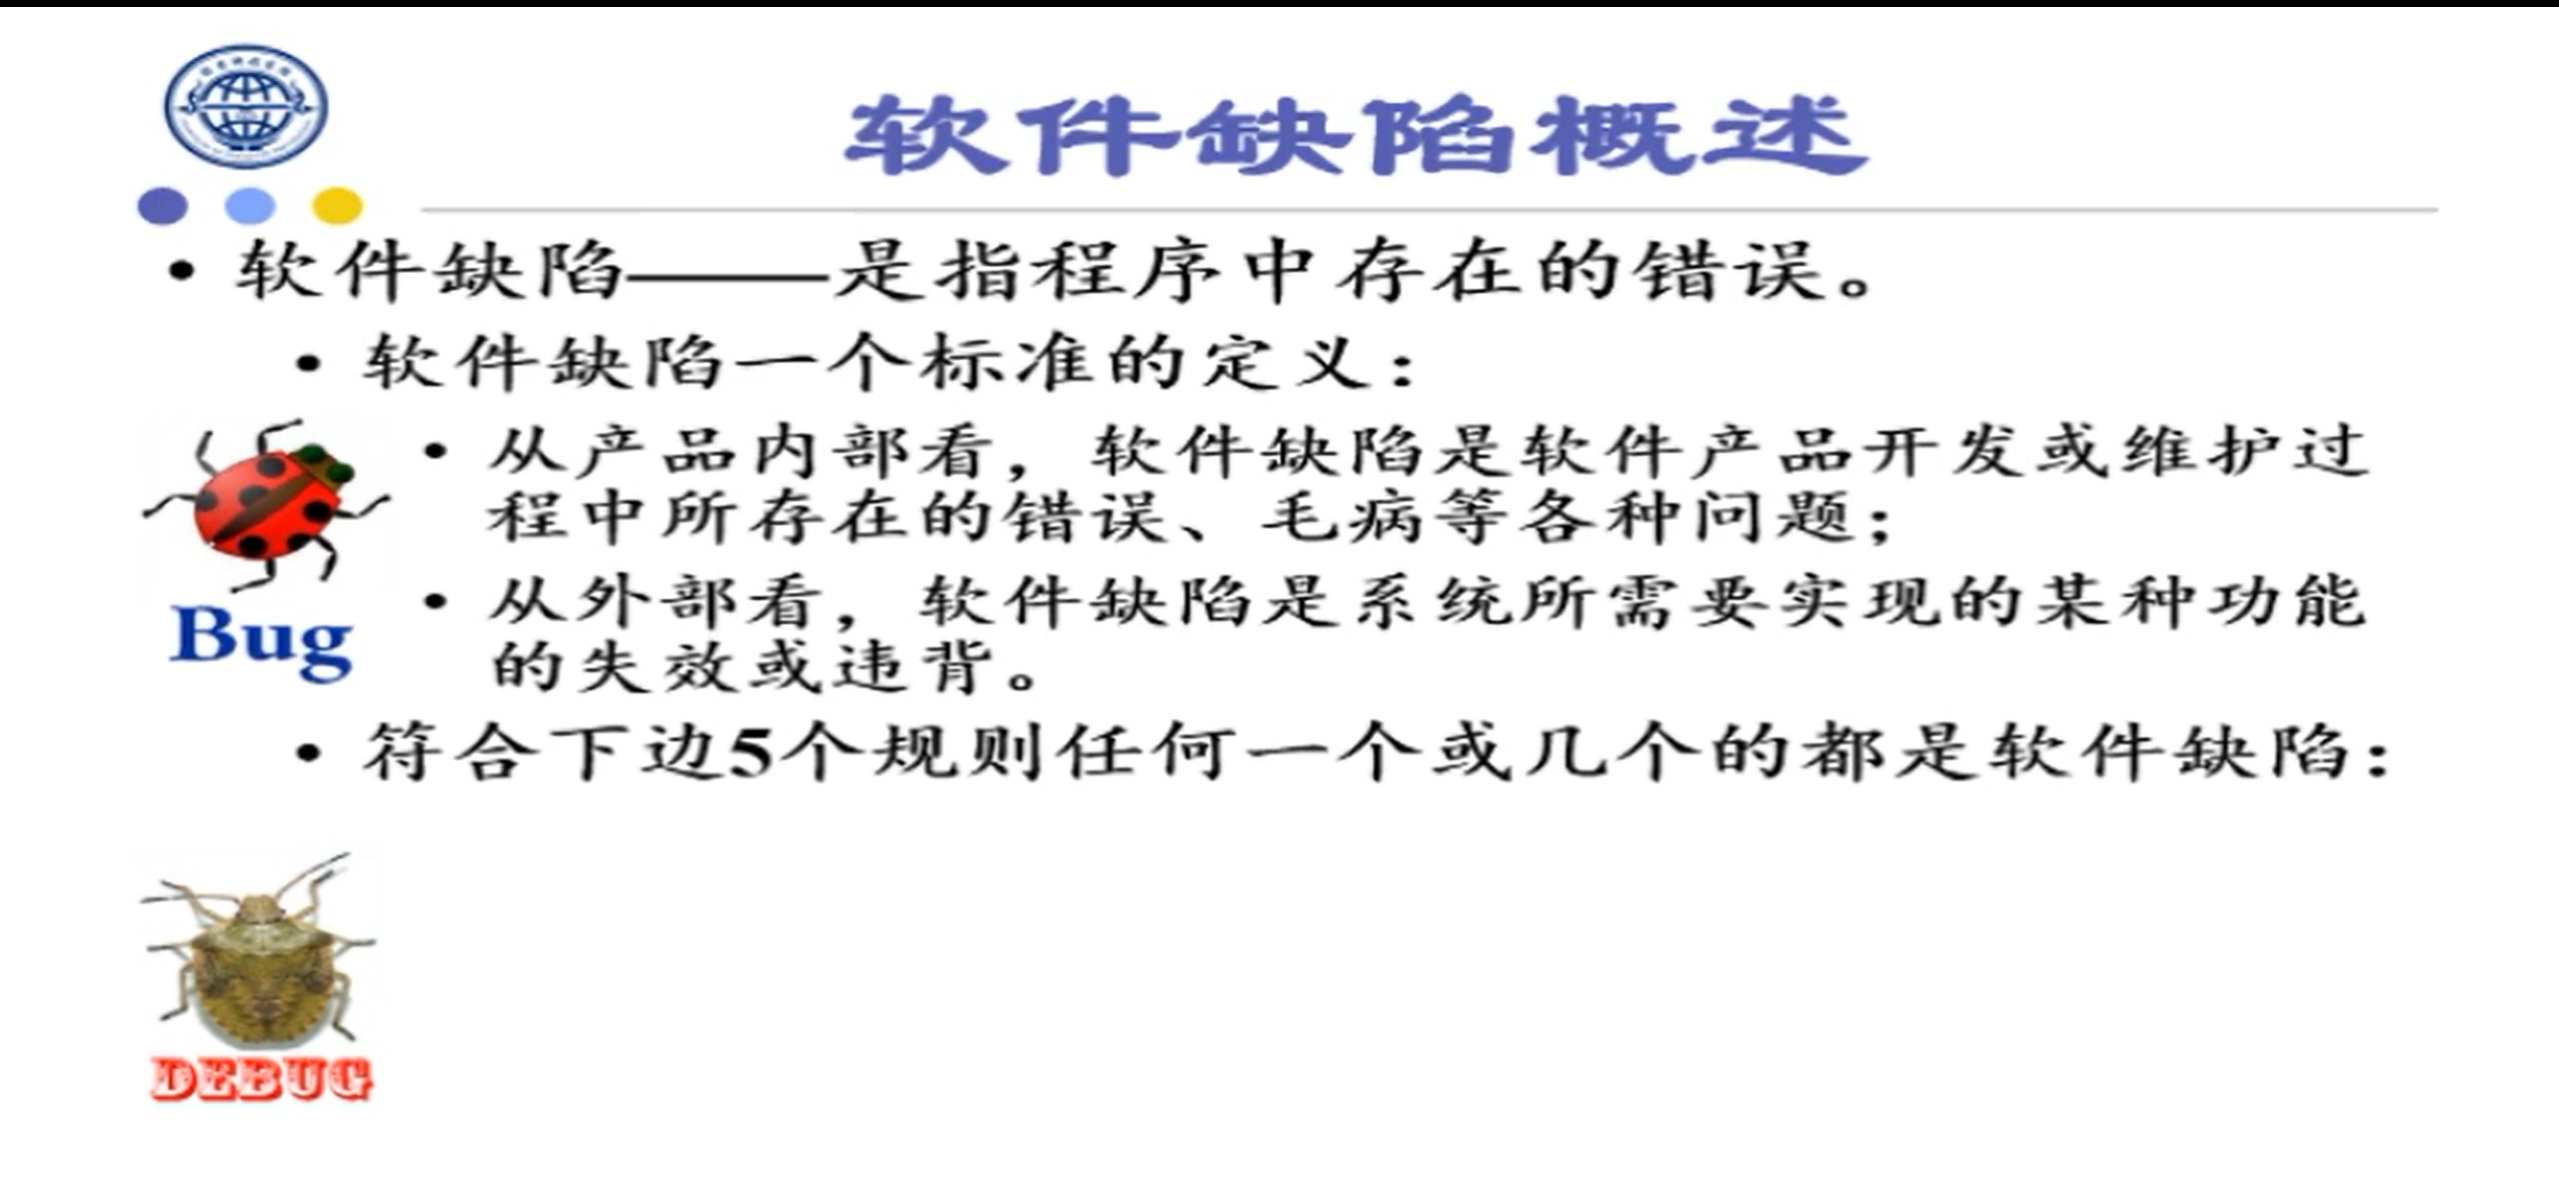 软件缺陷概述
• 软件缺陷——是指程序中存在的错误。
• 软件缺陷一个标准的定义：
• 从产品内部看，软件缺陷是软件产品开发或维护过
程中所存在的错误、毛病等各种问题；
• 从外部看，软件缺陷是系统所需要实现的某种功能
的失效或违背。
Bug
• 符合下边5个规则任何一个或几个的都是软件缺陷：
DEBUG